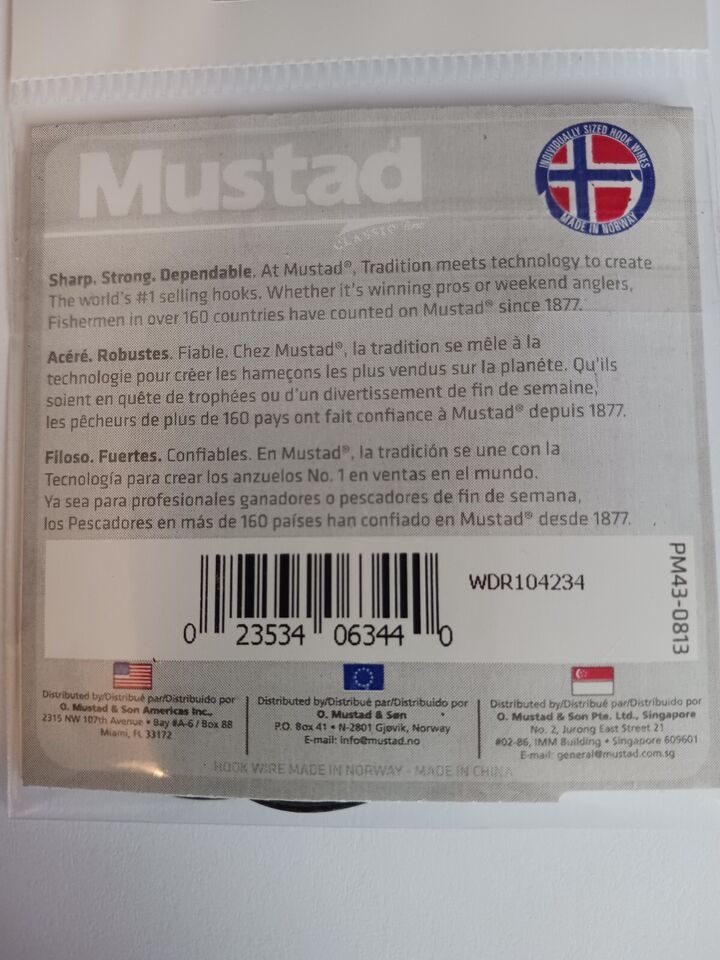 Mustad
CLASSIC line
INDIVIDUALLY SIZED HOOK WIRES
MADE IN NORWAY
Sharp. Strong. Dependable. At Mustad®, Tradition meets technology to create
The world's #1 selling hooks. Whether it's winning pros or weekend anglers,
Fishermen in over 160 countries have counted on Mustad® since 1877.
Acéré. Robustes. Fiable. Chez Mustad®, la tradition se mêle à la
technologie pour crèer les hameçons les plus vendus sur la planéte. Qu'ils
soient en quête de trophées ou d'un divertissement de fin de semaine,
les pêcheurs de plus de 160 pays ont fait confiance à Mustad® depuis 1877.
Filoso. Fuertes. Confiables. En Mustad®, la tradición se une con la
Tecnología para crear los anzuelos No. 1 en ventas en el mundo.
Ya sea para profesionales ganadores o pescadores de fin de semana,
los Pescadores en más de 160 países han confiado en Mustad® desde 1877.
WDR104234
0 23534 06344 0
PM43-0813
Distributed by/Distribué par/Distribuido por
O. Mustad & Son Americas Inc.,
2315 NW 107th Avenue • Bay #A-6 / Box 88
Miami, FL 33172
Distributed by/Distribué par/Distribuido por
O. Mustad & Søn
P.O. Box 41 • N-2801 Gjøvik, Norway
E-mail: info@mustad.no
Distributed by/Distribué par/Distribuido por
O. Mustad & Son Pte. Ltd., Singapore
No. 2, Jurong East Street 21
#02-86, IMM Building • Singapore 609601
E-mail: general@mustad.com.sg
HOOK WIRE MADE IN NORWAY - MADE IN CHINA